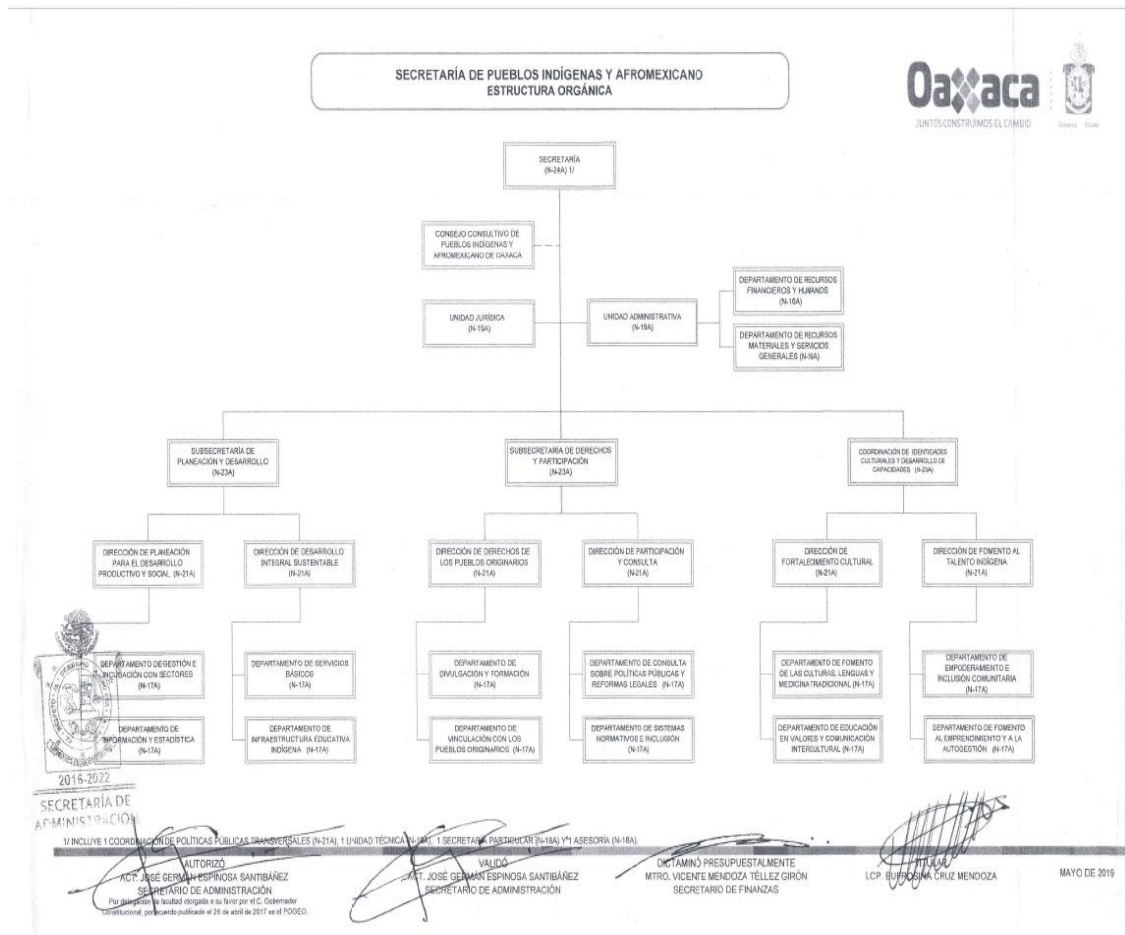 SECRETARÍA DE PUEBLOS INDÍGENAS Y AFROMEXICANO
ESTRUCTURA ORGÁNICA
Oaxaca
JUNTOS CONSTRUIMOS EL CAMBIO
SECRETARÍA
(N-24A) 1/
CONSEJO CONSULTIVO DE
PUEBLOS INDÍGENAS Y
AFROMEXICANO DE OAXACA
UNIDAD JURÍDICA
(N-19A)
UNIDAD ADMINISTRATIVA
(N-19A)
DEPARTAMENTO DE RECURSOS
FINANCIEROS Y HUMANOS
(N-16A)
DEPARTAMENTO DE RECURSOS
MATERIALES Y SERVICIOS
GENERALES (N-16A)
SUBSECRETARÍA DE
PLANEACIÓN Y DESARROLLO
(N-23A)
SUBSECRETARÍA DE DERECHOS
Y PARTICIPACIÓN
(N-23A)
COORDINACIÓN DE IDENTIDADES
CULTURALES Y DESARROLLO DE
CAPACIDADES (N-23A)
DIRECCIÓN DE PLANEACIÓN
PARA EL DESARROLLO
PRODUCTIVO Y SOCIAL (N-21A)
DIRECCIÓN DE DESARROLLO
INTEGRAL SUSTENTABLE
(N-21A)
DIRECCIÓN DE DERECHOS DE
LOS PUEBLOS ORIGINARIOS
(N-21A)
DIRECCIÓN DE PARTICIPACIÓN
Y CONSULTA
(N-21A)
DIRECCIÓN DE
FORTALECIMIENTO CULTURAL
(N-21A)
DIRECCIÓN DE FOMENTO AL
TALENTO INDÍGENA
(N-21A)
DEPARTAMENTO DE GESTIÓN E
INCUBACIÓN CON SECTORES
(N-17A)
DEPARTAMENTO DE SERVICIOS
BÁSICOS
(N-17A)
DEPARTAMENTO DE
DIVULGACIÓN Y FORMACIÓN
(N-17A)
DEPARTAMENTO DE CONSULTA
SOBRE POLÍTICAS PÚBLICAS Y
REFORMAS LEGALES (N-17A)
DEPARTAMENTO DE FOMENTO
DE LAS CULTURAS, LENGUAS Y
MEDICINA TRADICIONAL (N-17A)
DEPARTAMENTO DE
EMPODERAMIENTO E
INCLUSIÓN COMUNITARIA
(N-17A)
DEPARTAMENTO DE
INFORMACIÓN Y ESTADÍSTICA
(N-17A)
DEPARTAMENTO DE
INFRAESTRUCTURA EDUCATIVA
INDÍGENA (N-17A)
DEPARTAMENTO DE
VINCULACIÓN CON LOS
PUEBLOS ORIGINARIOS (N-17A)
DEPARTAMENTO DE SISTEMAS
NORMATIVOS E INCLUSIÓN
(N-17A)
DEPARTAMENTO DE EDUCACIÓN
EN VALORES Y COMUNICACIÓN
INTERCULTURAL (N-17A)
DEPARTAMENTO DE FOMENTO
AL EMPRENDIMIENTO Y A LA
AUTOGESTIÓN (N-17A)
2016-2022
SECRETARÍA DE
ADMINISTRACIÓN
1/ INCLUYE 1 COORDINACIÓN DE POLÍTICAS PÚBLICAS TRANSVERSALES (N-21A), 1 UNIDAD TÉCNICA (N-18A), 1 SECRETARÍA PARTICULAR (N-18A) Y 1 ASESORÍA (N-18A).
AUTORIZÓ
ACT. JOSÉ GERMÁN ESPINOSA SANTIBÁÑEZ
SECRETARIO DE ADMINISTRACIÓN
Por delegación de facultad otorgada a su favor por el C. Gobernador
Constitucional, por acuerdo publicado el 26 de abril de 2017 en el POGEO.
VALIDÓ
ACT. JOSÉ GERMÁN ESPINOSA SANTIBÁÑEZ
SECRETARIO DE ADMINISTRACIÓN
DICTAMINÓ PRESUPUESTALMENTE
MTRO. VICENTE MENDOZA TÉLLEZ GIRÓN
SECRETARIO DE FINANZAS
TITULAR
LCP. EUFROSINA CRUZ MENDOZA
MAYO DE 2019